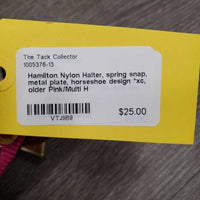 The Tack Collector
1005376-13
Hamilton Nylon Halter, spring snap,
metal plate, horseshoe design *xc,
older Pink/Multi H
VTJ989
$25.00